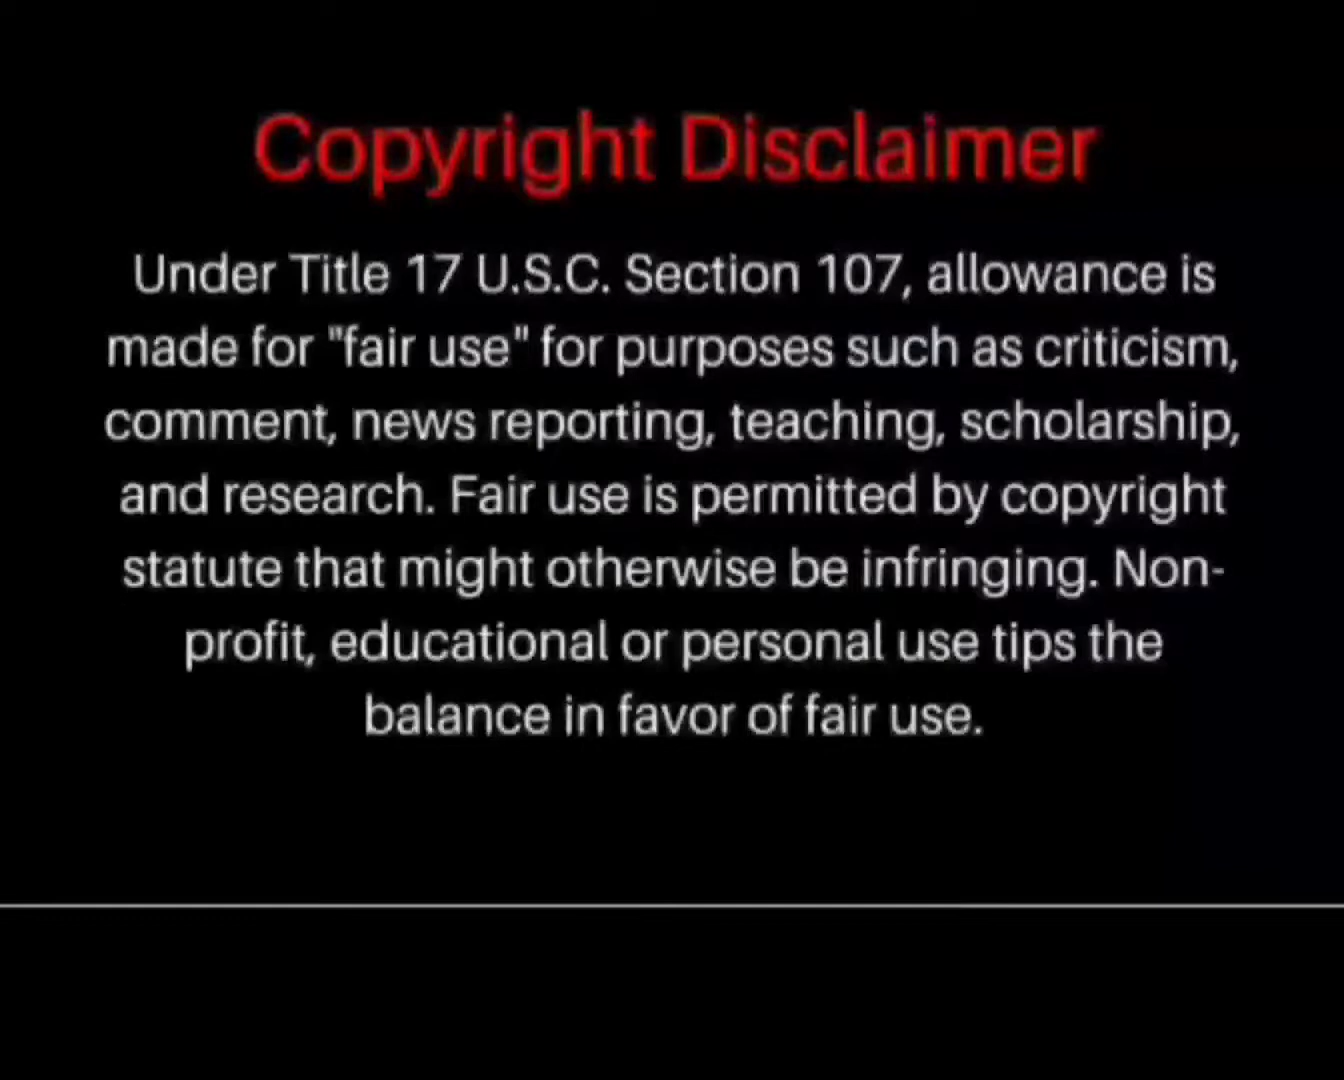 Copyright Disclaimer
Under Title 17 U.S.C. Section 107, allowance is
made for "fair use" for purposes such as criticism,
comment, news reporting, teaching, scholarship,
and research. Fair use is permitted by copyright
statute that might otherwise be infringing. Non-
profit, educational or personal use tips the
balance in favor of fair use.